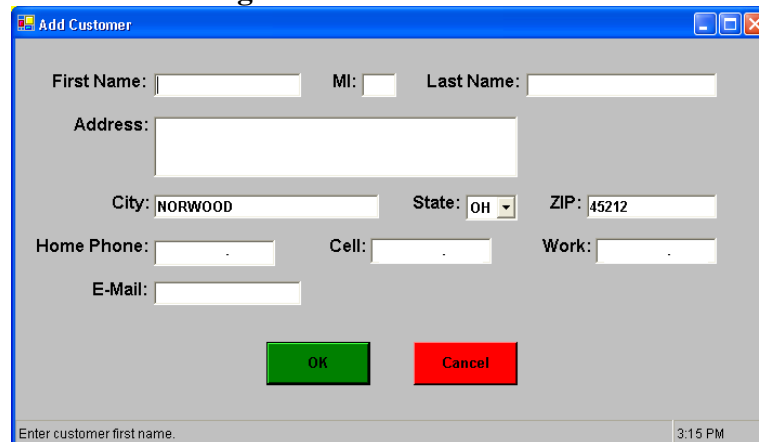 Add Customer
First Name: MI: Last Name:
Address:
City: NORWOOD State: OH ZIP: 45212
Home Phone: - Cell: - Work: -
E-Mail:
OK Cancel
Enter customer first name. 3:15 PM